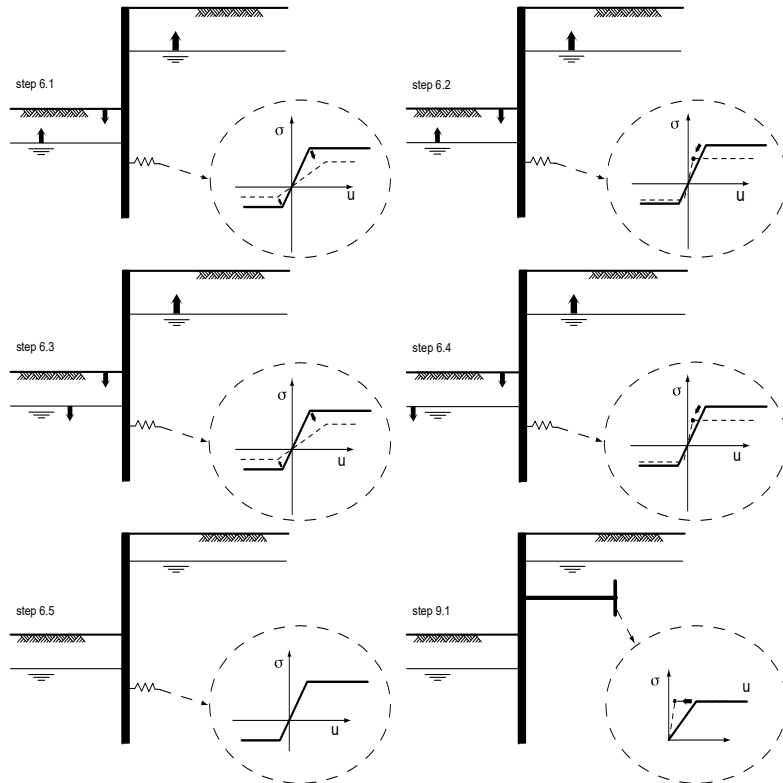 step 6.1
σ
u
step 6.2
σ
u
step 6.3
σ
u
step 6.4
σ
u
step 6.5
σ
u
step 9.1
σ
u